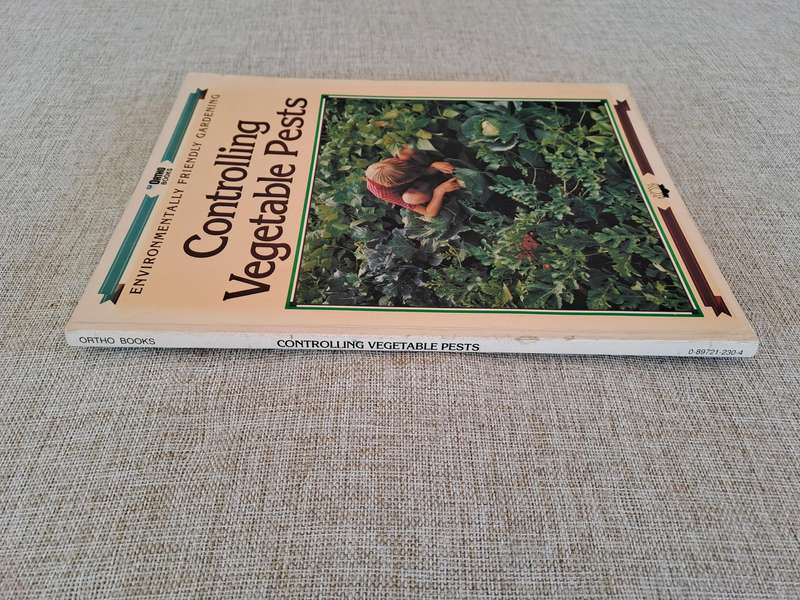 ORTHO
BOOKS
ENVIRONMENTALLY FRIENDLY GARDENING
Controlling
Vegetable Pests
ORTHO BOOKS
CONTROLLING VEGETABLE PESTS
0-89721-230-4